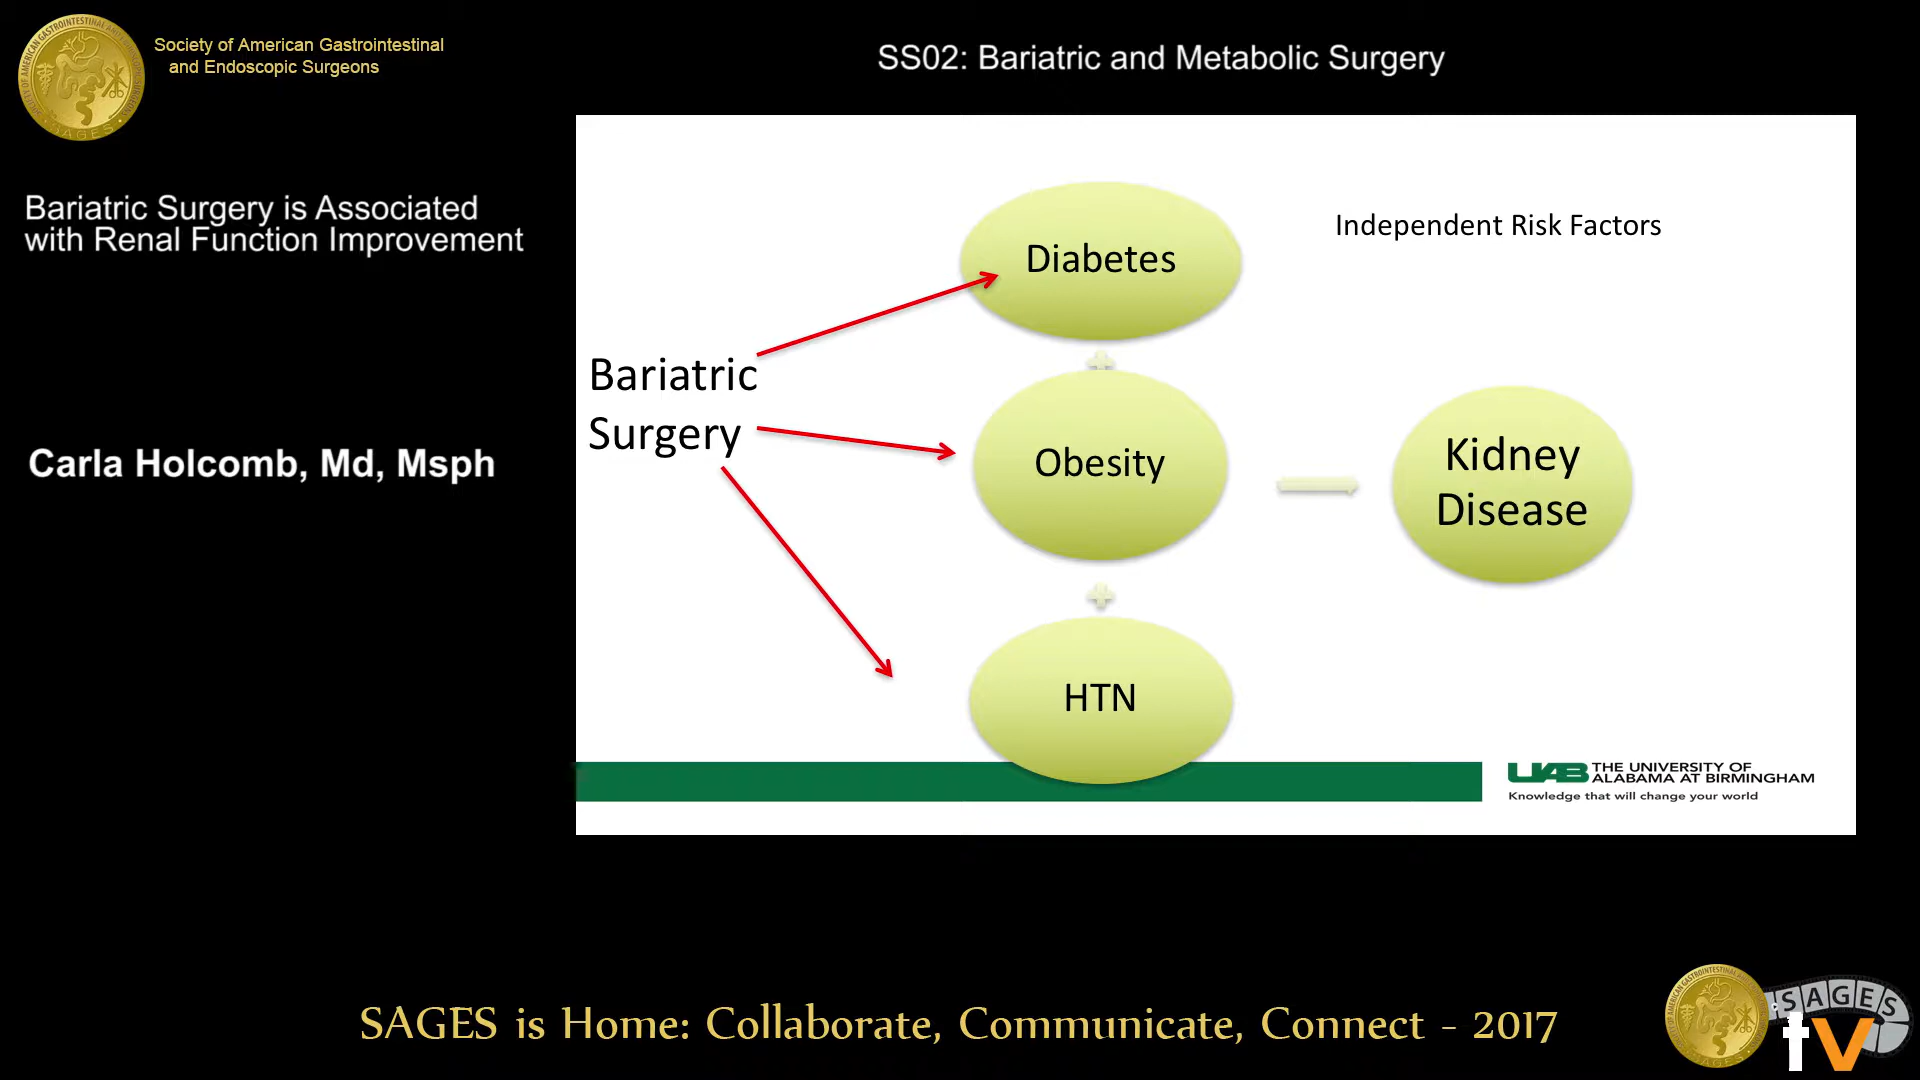 Society of American Gastrointestinal
and Endoscopic Surgeons
SS02: Bariatric and Metabolic Surgery
Bariatric Surgery is Associated
with Renal Function Improvement
Carla Holcomb, Md, Msph
Independent Risk Factors
Diabetes
Bariatric
Surgery
Obesity
Kidney
Disease
HTN
UAB THE UNIVERSITY OF
ALABAMA AT BIRMINGHAM
Knowledge that will change your world
SAGES is Home: Collaborate, Communicate, Connect - 2017
SAGES
tV